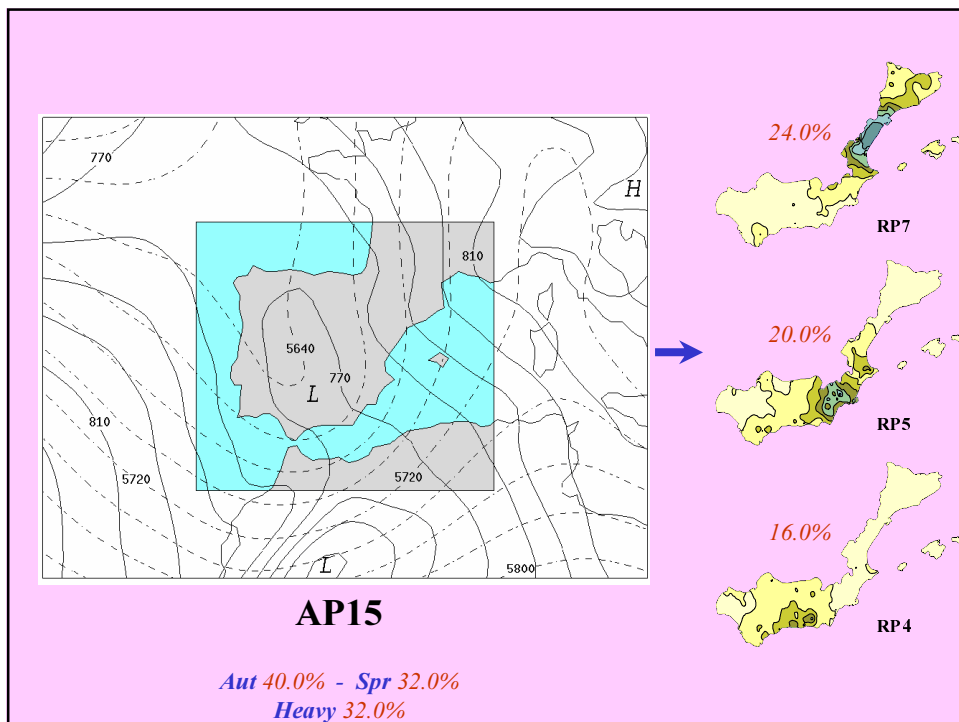 770
H
810
5640
770
L
810
5720
5720
L
5800
AP15
Aut 40.0% - Spr 32.0%
Heavy 32.0%
24.0%
RP7
20.0%
RP5
16.0%
RP4